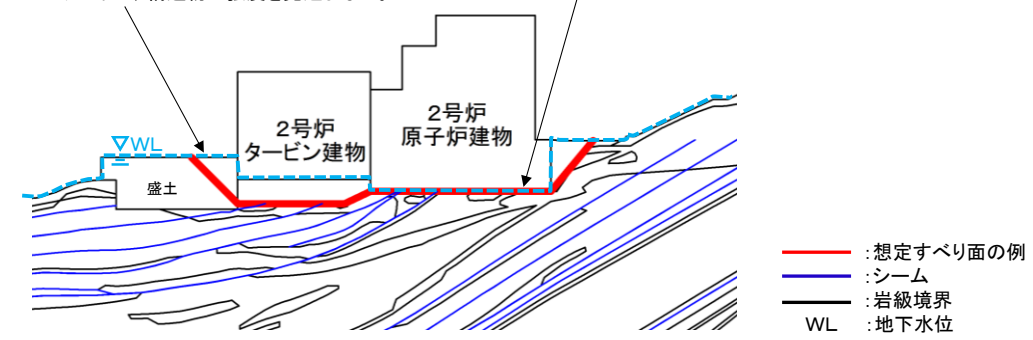 2号炉
タービン建物
2号炉
原子炉建物
▽WL
盛土
:想定すべり面の例
:シーム
:岩級境界
WL :地下水位